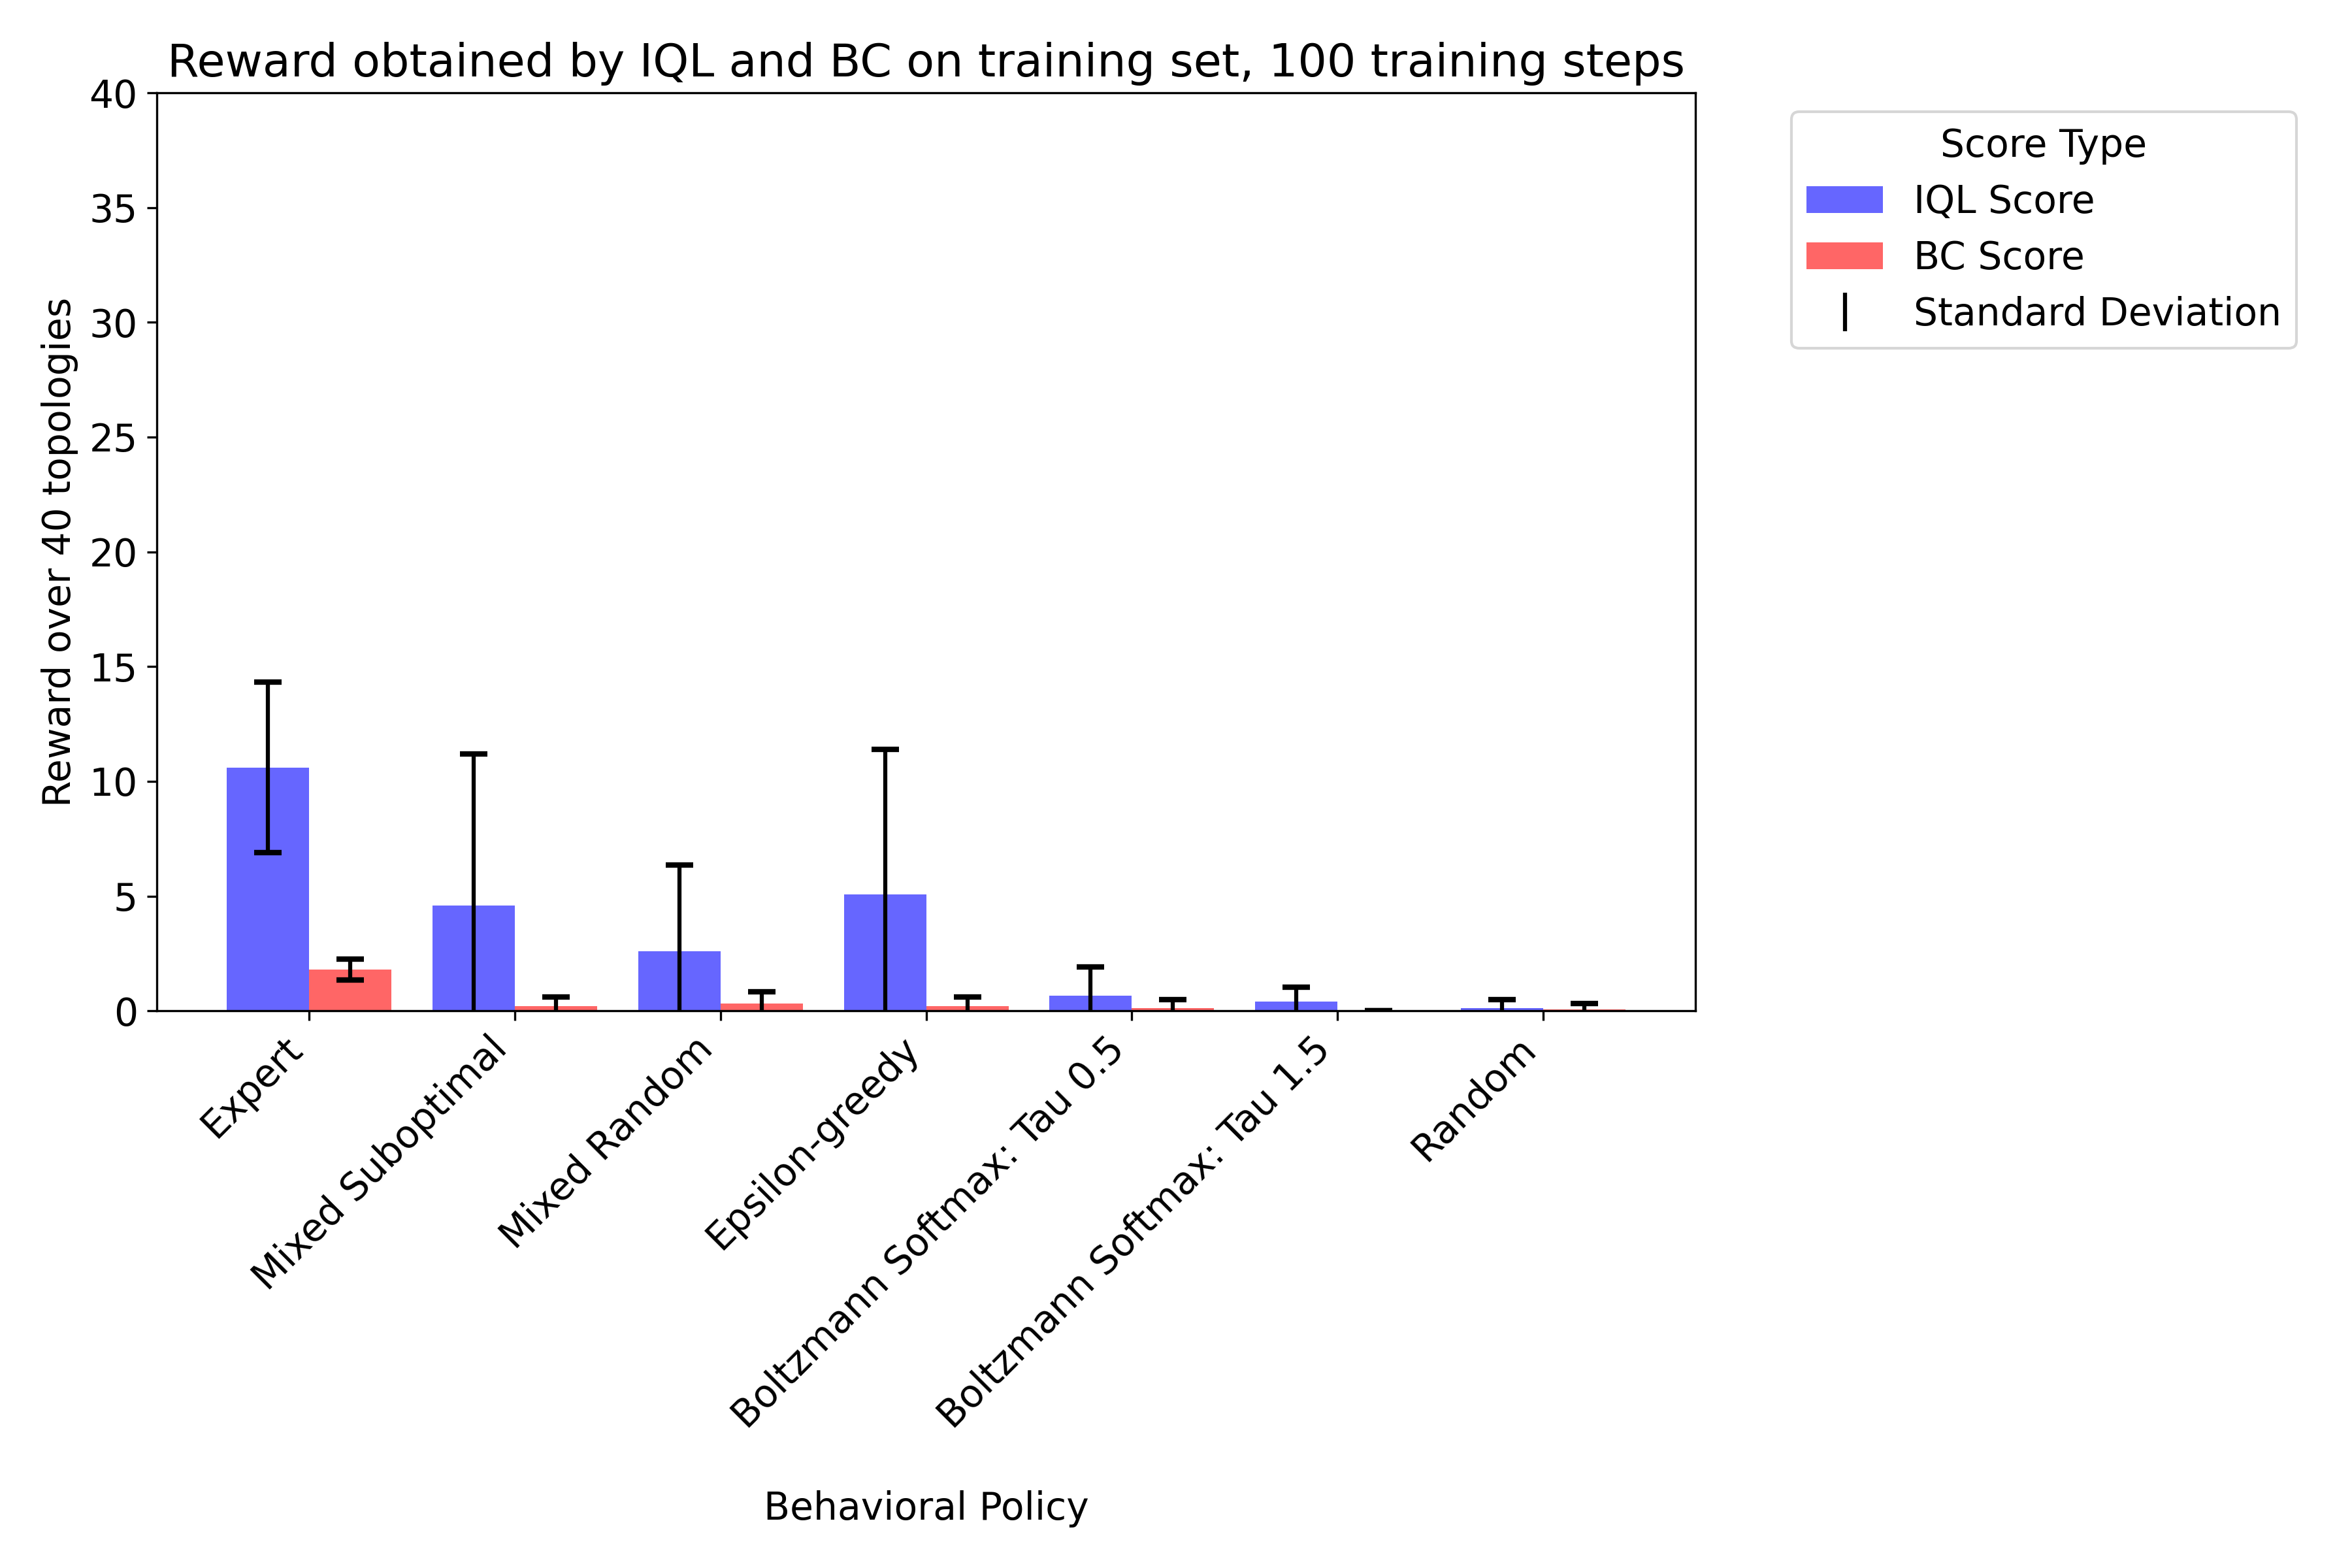 Reward obtained by IQL and BC on training set, 100 training steps
Reward over 40 topologies
40
35
30
25
20
15
10
5
0
Score Type
IQL Score
BC Score
Standard Deviation
Expert
Mixed Suboptimal
Mixed Random
Epsilon-greedy
Boltzmann Softmax: Tau 0.5
Boltzmann Softmax: Tau 1.5
Random
Behavioral Policy